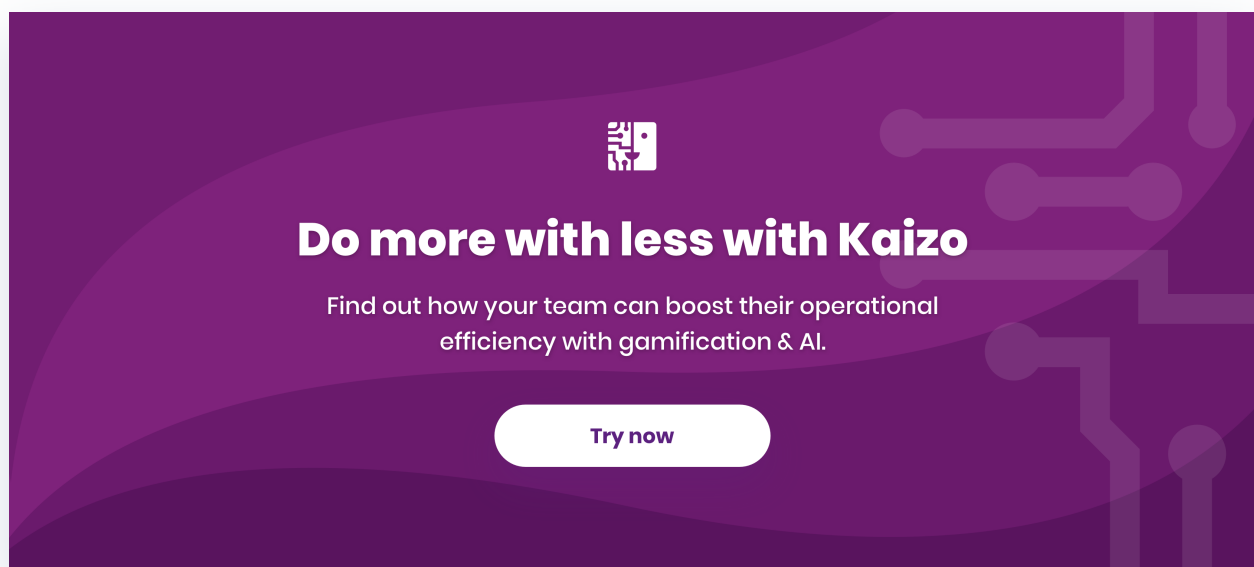 Do more with less with Kaizo
Find out how your team can boost their operational
efficiency with gamification & AI.
Try now